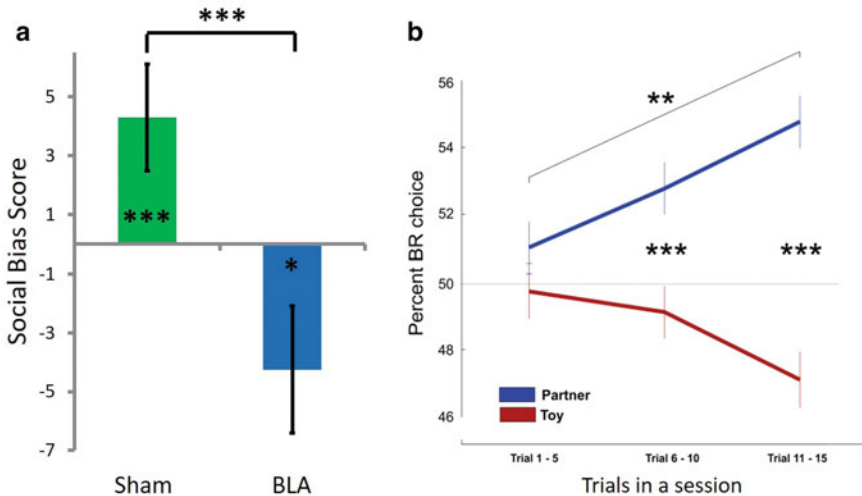 a
***
5
3
1
-1
-3
-5
-7
Social Bias Score
***
*
Sham
BLA
b
56
54
52
50
48
46
Percent BR choice
**
***
***
Partner
Toy
Trial 1 - 5
Trial 6 - 10
Trial 11 - 15
Trials in a session